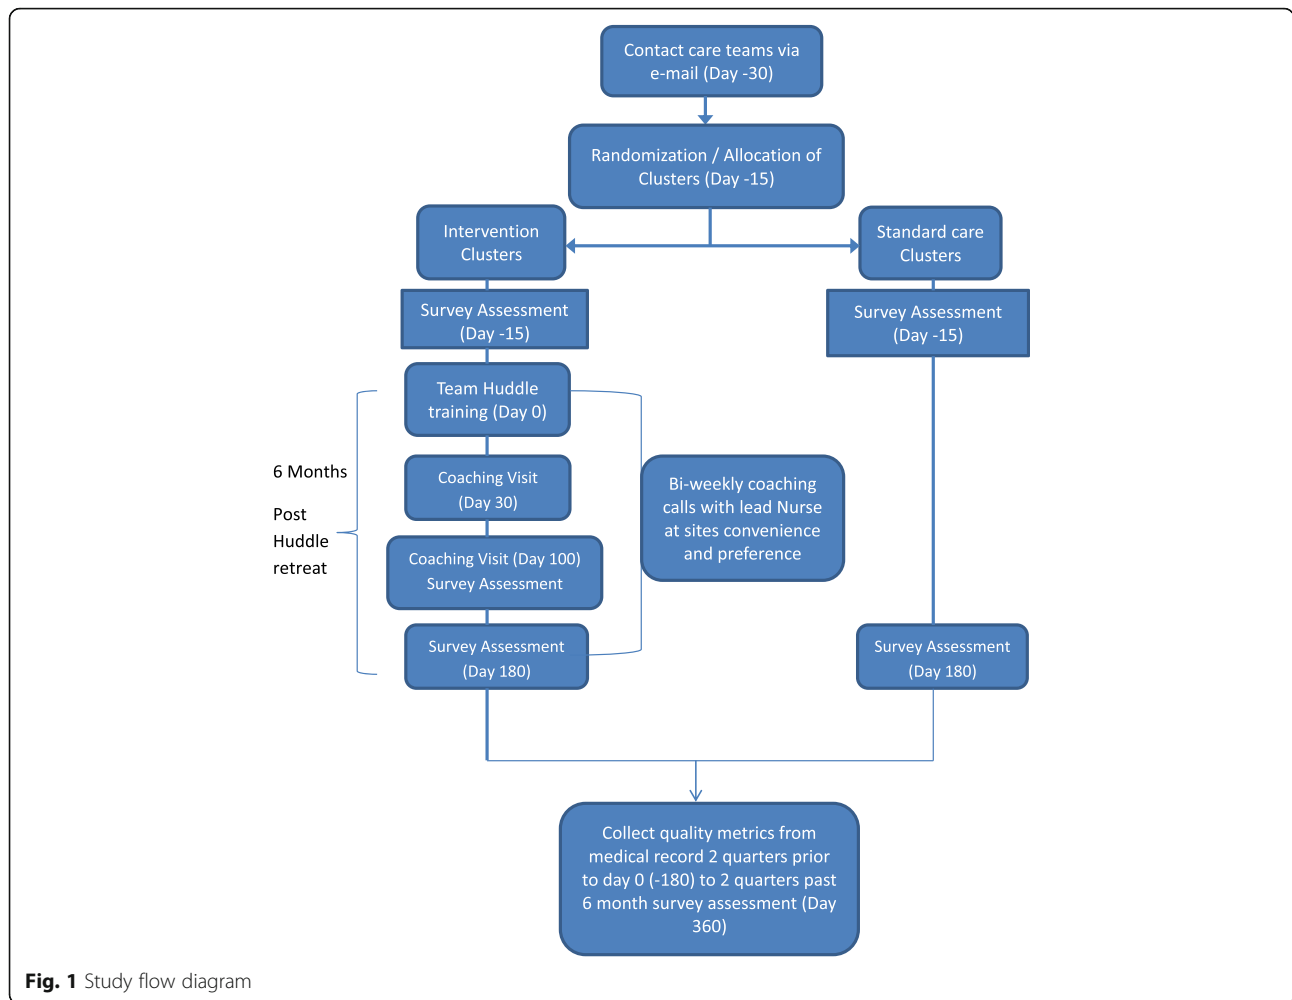 Contact care teams via
e-mail (Day -30)
Randomization / Allocation of
Clusters (Day -15)
Intervention
Clusters
Standard care
Clusters
Survey Assessment
(Day -15)
Survey Assessment
(Day -15)
Team Huddle
training (Day 0)
6 Months
Post
Huddle
retreat
Coaching Visit
(Day 30)
Bi-weekly coaching
calls with lead Nurse
at sites convenience
and preference
Coaching Visit (Day 100)
Survey Assessment
Survey Assessment
(Day 180)
Survey Assessment
(Day 180)
Collect quality metrics from
medical record 2 quarters prior
to day 0 (-180) to 2 quarters past
6 month survey assessment (Day
360)
Fig. 1 Study flow diagram